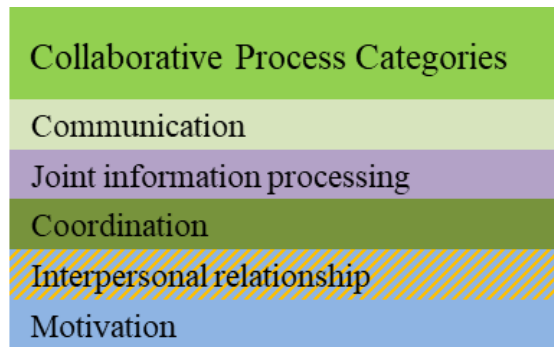 Collaborative Process Categories
Communication
Joint information processing
Coordination
Interpersonal relationship
Motivation